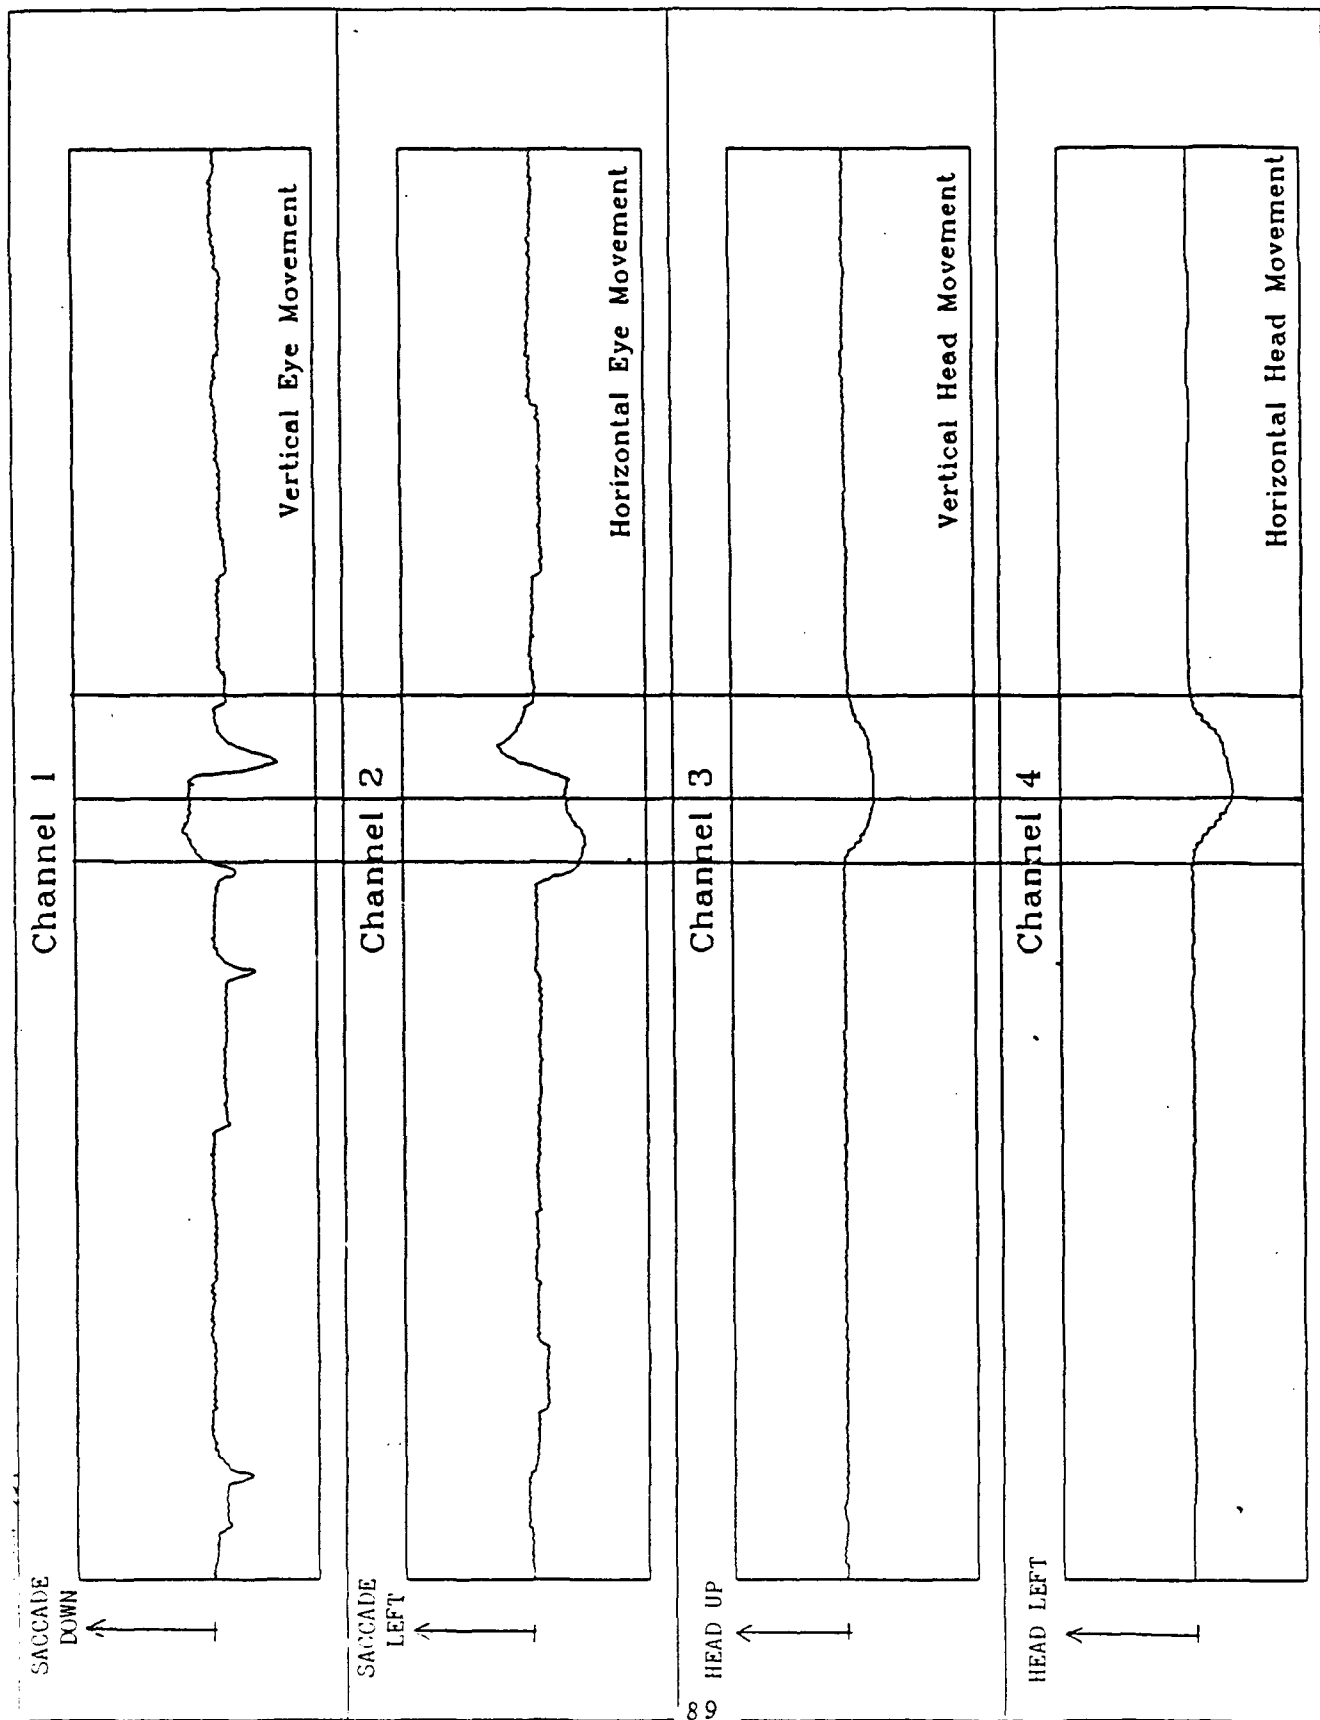 Channel 1
SACCADE
DOWN
Vertical Eye Movement
Channel 2
SACCADE
LEFT
Horizontal Eye Movement
Channel 3
HEAD UP
Vertical Head Movement
Channel 4
HEAD LEFT
Horizontal Head Movement
89